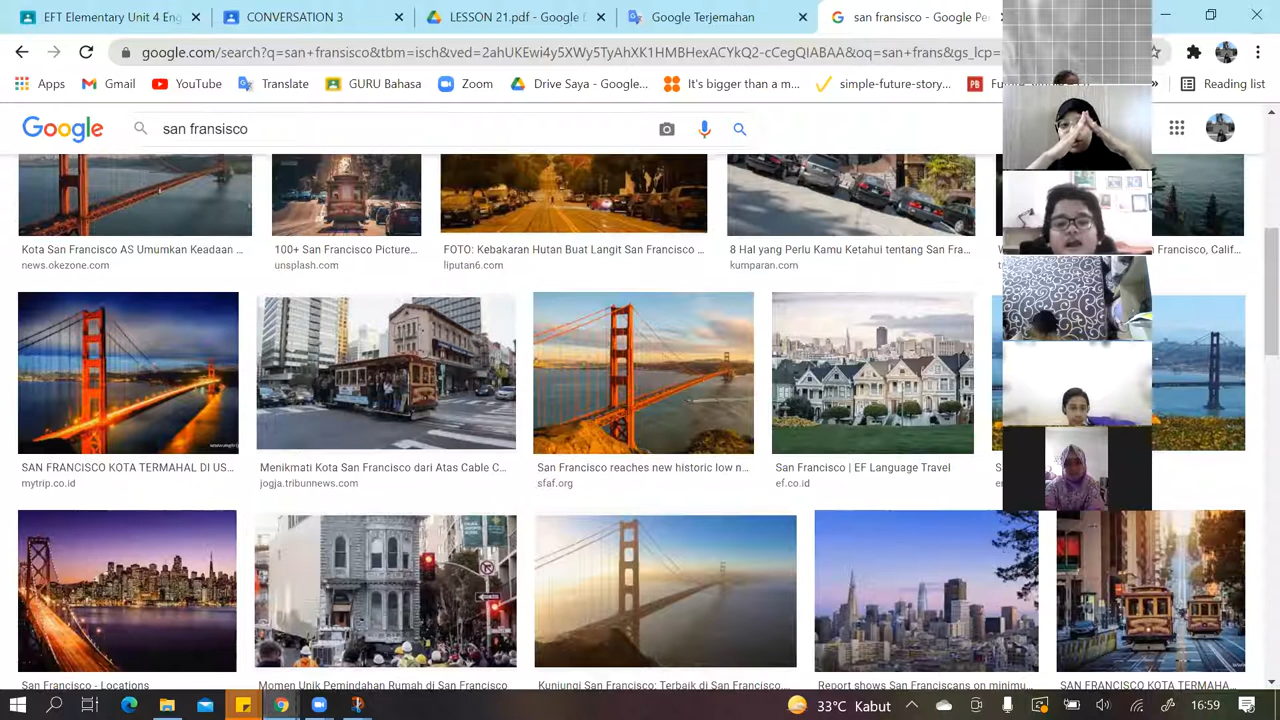 EFT Elementary Unit 4 Eng
CONVERSATION 3
LESSON 21.pdf - Google D
Google Terjemahan
san fransisco - Google Pe
google.com/search?q=san+fransisco&tbm=isch&ved=2ahUKEwi4y5XWy5TyAhXK1HMBHexACYkQ2-cCegQIABAA&oq=san+frans&gs_lcp=
Apps
Gmail
YouTube
Translate
GURU Bahasa
Zoom
Drive Saya - Google...
It's bigger than a m...
simple-future-story...
Reading list
Google
san fransisco
Kota San Francisco AS Umumkan Keadaan ...
news.okezone.com
100+ San Francisco Picture...
unsplash.com
FOTO: Kebakaran Hutan Buat Langit San Francisco ...
liputan6.com
8 Hal yang Perlu Kamu Ketahui tentang San Fra...
kumparan.com
Francisco, Calif...
SAN FRANCISCO KOTA TERMAHAL DI US...
mytrip.co.id
Menikmati Kota San Francisco dari Atas Cable C...
jogja.tribunnews.com
San Francisco reaches new historic low n...
sfaf.org
San Francisco | EF Language Travel
ef.co.id
San Francisco - Locations
Momen Unik Pemindahan Rumah di San Francisco
Kunjungi San Francisco: Terbaik di San Francisco,...
Report shows San Franciscans on minimu...
SAN FRANCISCO KOTA TERMAHA...
33°C Kabut
16:59